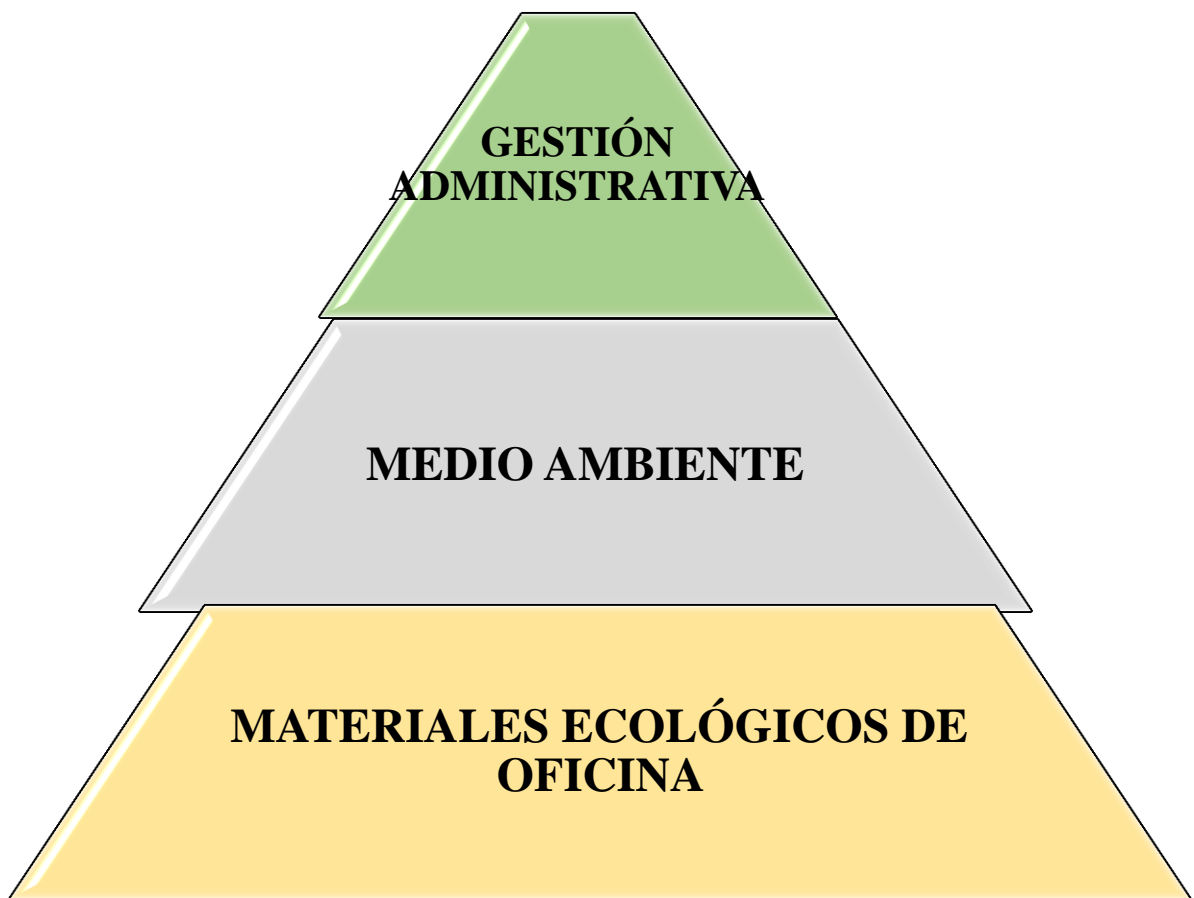 GESTIÓN
ADMINISTRATIVA
MEDIO AMBIENTE
MATERIALES ECOLÓGICOS DE
OFICINA